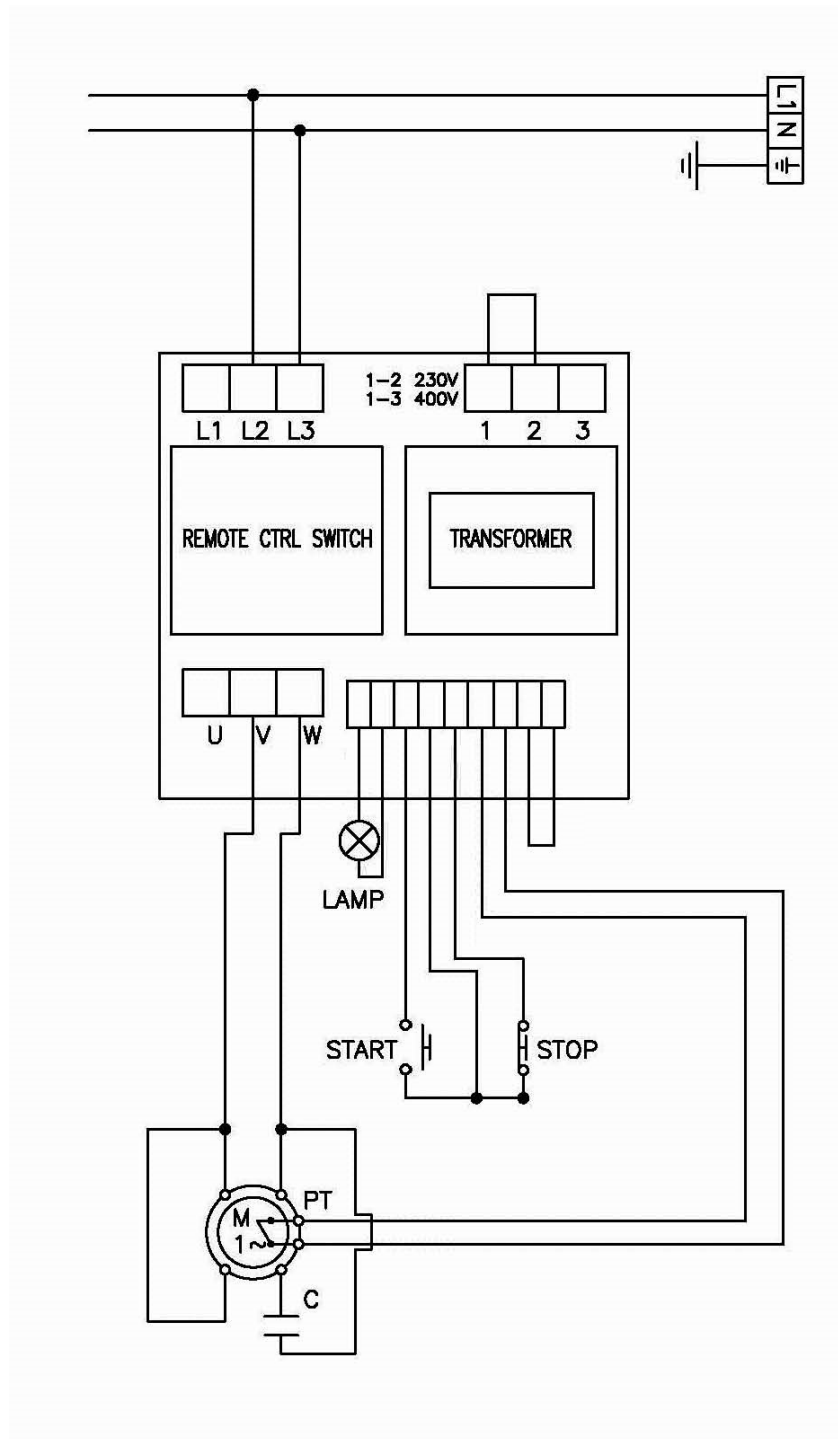 L1
N
1-2 230V
1-3 400V
L1 L2 L3
1 2 3
REMOTE CTRL SWITCH
TRANSFORMER
U V W
LAMP
START
STOP
PT
M
1~
C